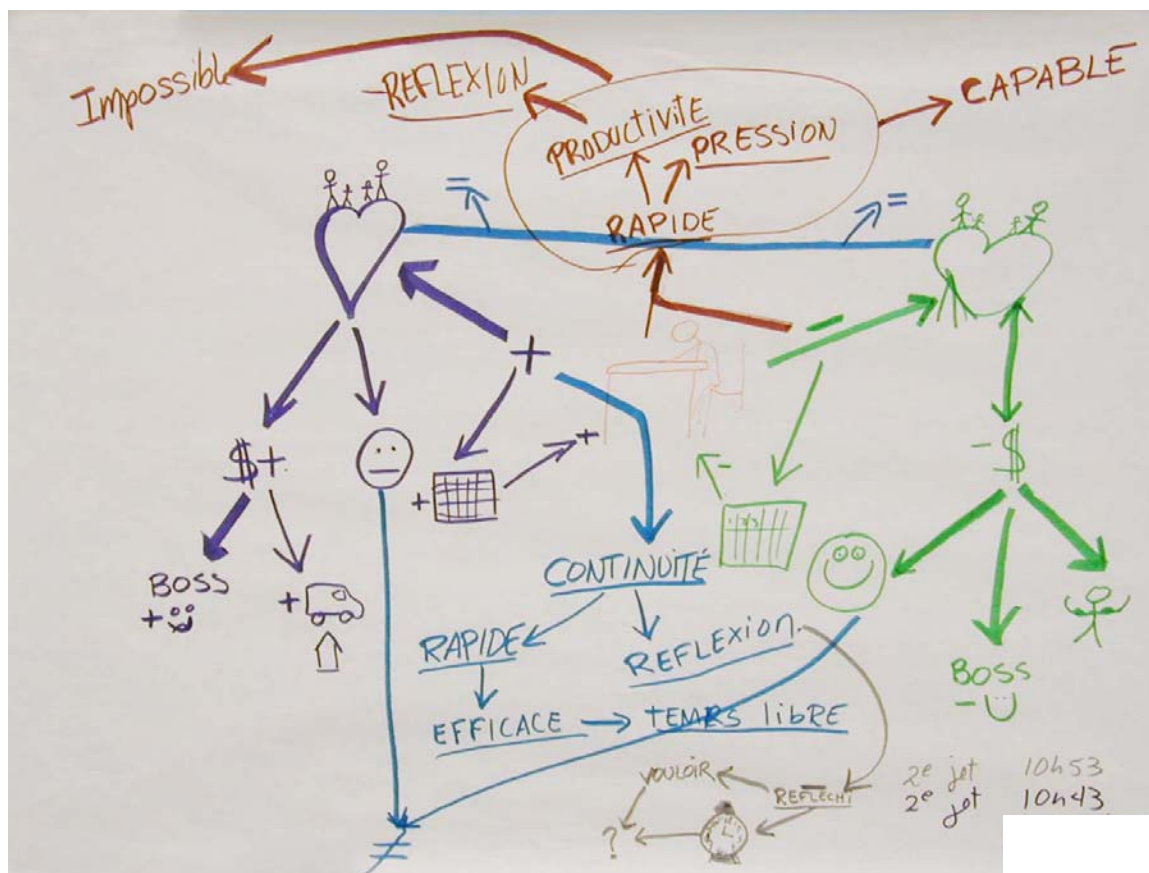 Impossible
-REFLEXION
CAPABLE
PRODUCTIVITÉ
PRESSION
=
=
RAPIDE
-
+
+
$+
-$
+
-
BOSS
+
+
CONTINUITÉ
RAPIDE
REFLEXION
BOSS
-
EFFICACE
TEMPS libRE
VOULOIR
REFLECHI
2e jet 10h53
2e jet 10h43
?
≠